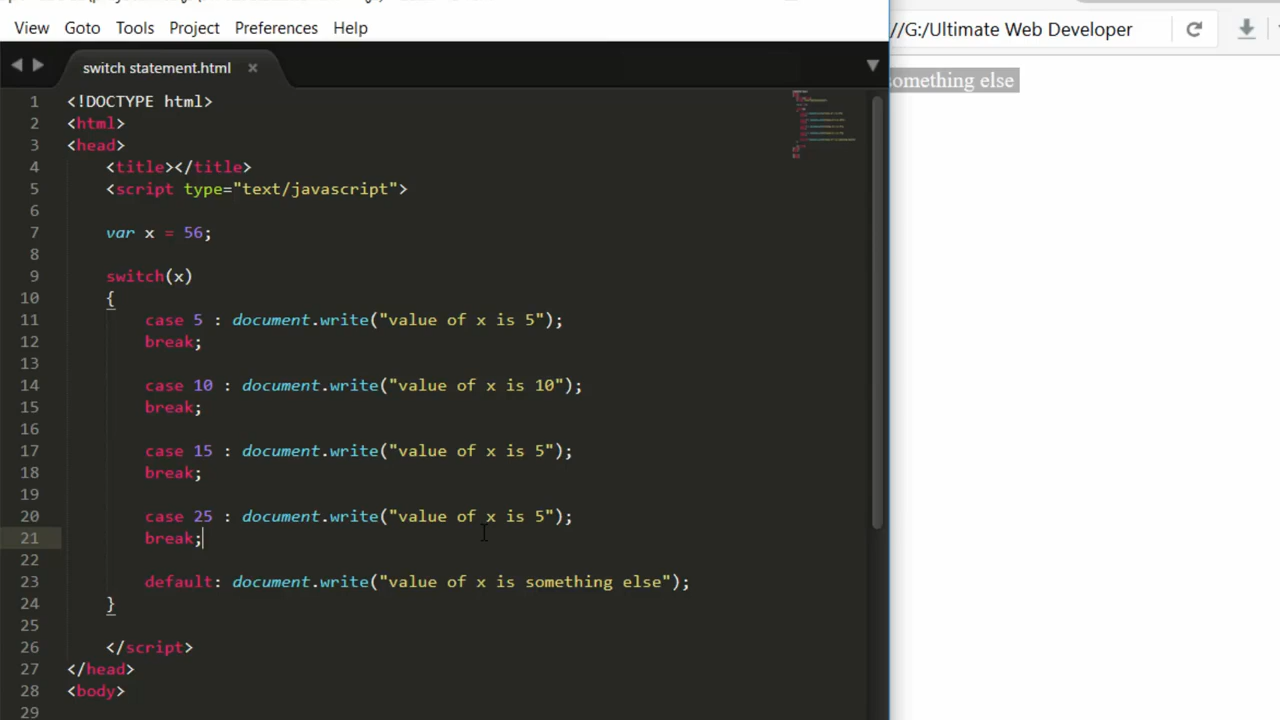 View Goto Tools Project Preferences Help
//G:/Ultimate Web Developer
switch statement.html
something else
1 <!DOCTYPE html>
2 <html>
3 <head>
4 <title></title>
5 <script type="text/javascript">
6
7 var x = 56;
8
9 switch(x)
10 {
11 case 5 : document.write("value of x is 5");
12 break;
13
14 case 10 : document.write("value of x is 10");
15 break;
16
17 case 15 : document.write("value of x is 5");
18 break;
19
20 case 25 : document.write("value of x is 5");
21 break;
22
23 default: document.write("value of x is something else");
24 }
25
26 </script>
27 </head>
28 <body>
29